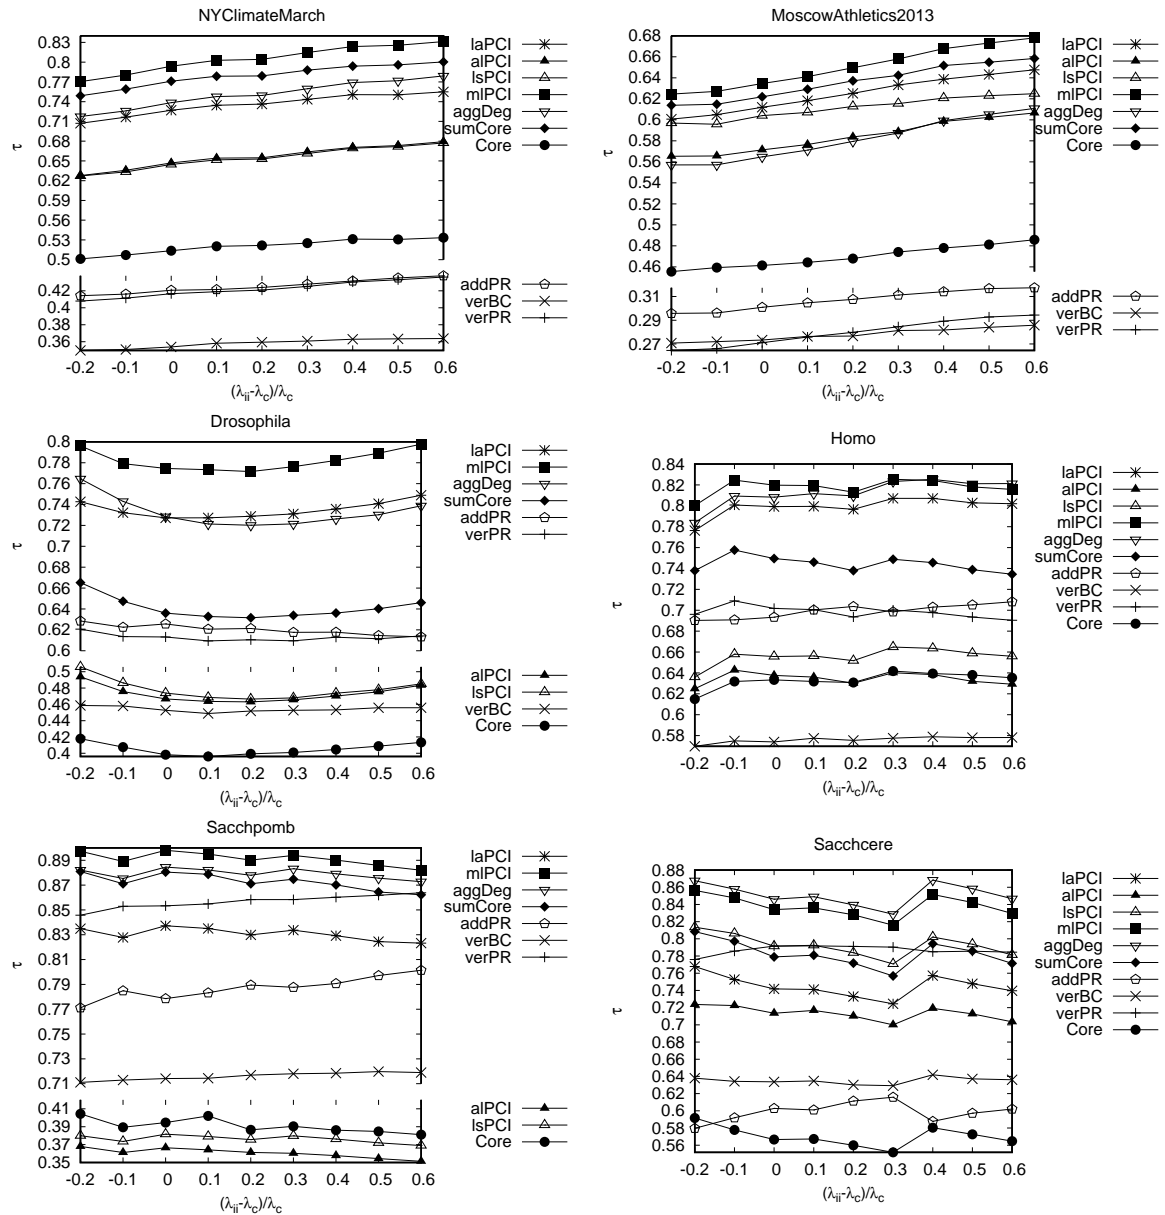 NYClimateMarch
0.83
0.8
0.77
0.74
0.71
0.68
0.65
0.62
0.59
0.56
0.53
0.5
0.42
0.4
0.38
0.36
τ
laPCI
alPCI
lsPCI
mlPCI
aggDeg
sumCore
Core
addPR
verBC
verPR
-0.2 -0.1 0 0.1 0.2 0.3 0.4 0.5 0.6
(λii-λc)/λc
MoscowAthletics2013
0.68
0.66
0.64
0.62
0.6
0.58
0.56
0.54
0.52
0.5
0.48
0.46
0.31
0.29
0.27
τ
laPCI
alPCI
lsPCI
mlPCI
aggDeg
sumCore
Core
addPR
verBC
verPR
-0.2 -0.1 0 0.1 0.2 0.3 0.4 0.5 0.6
(λii-λc)/λc
Drosophila
0.8
0.78
0.76
0.74
0.72
0.7
0.68
0.66
0.64
0.62
0.6
0.5
0.48
0.46
0.44
0.42
0.4
τ
laPCI
mlPCI
aggDeg
sumCore
addPR
verPR
alPCI
lsPCI
verBC
Core
-0.2 -0.1 0 0.1 0.2 0.3 0.4 0.5 0.6
(λii-λc)/λc
Homo
0.84
0.82
0.8
0.78
0.76
0.74
0.72
0.7
0.68
0.66
0.64
0.62
0.6
0.58
τ
laPCI
alPCI
lsPCI
mlPCI
aggDeg
sumCore
addPR
verBC
verPR
Core
-0.2 -0.1 0 0.1 0.2 0.3 0.4 0.5 0.6
(λii-λc)/λc
Sacchpomb
0.89
0.87
0.85
0.83
0.81
0.79
0.77
0.75
0.73
0.71
0.41
0.39
0.37
0.35
τ
laPCI
mlPCI
aggDeg
sumCore
addPR
verBC
verPR
alPCI
lsPCI
Core
-0.2 -0.1 0 0.1 0.2 0.3 0.4 0.5 0.6
(λii-λc)/λc
Sacchcere
0.88
0.86
0.84
0.82
0.8
0.78
0.76
0.74
0.72
0.7
0.68
0.66
0.64
0.62
0.6
0.58
0.56
τ
laPCI
alPCI
lsPCI
mlPCI
aggDeg
sumCore
addPR
verBC
verPR
Core
-0.2 -0.1 0 0.1 0.2 0.3 0.4 0.5 0.6
(λii-λc)/λc